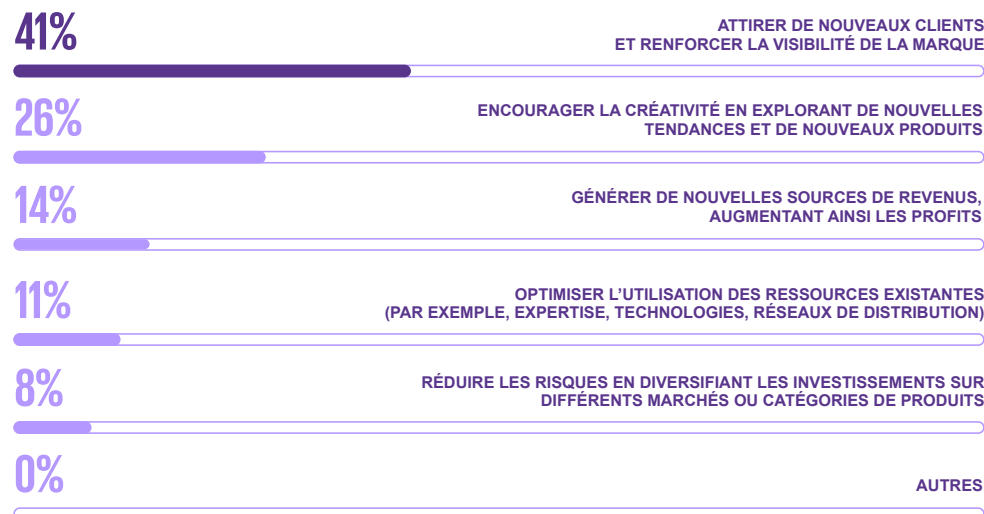 41%
ATTIRER DE NOUVEAUX CLIENTS
ET RENFORCER LA VISIBILITÉ DE LA MARQUE
26%
ENCOURAGER LA CRÉATIVITÉ EN EXPLORANT DE NOUVELLES
TENDANCES ET DE NOUVEAUX PRODUITS
14%
GÉNÉRER DE NOUVELLES SOURCES DE REVENUS,
AUGMENTANT AINSI LES PROFITS
11%
OPTIMISER L’UTILISATION DES RESSOURCES EXISTANTES
(PAR EXEMPLE, EXPERTISE, TECHNOLOGIES, RÉSEAUX DE DISTRIBUTION)
8%
RÉDUIRE LES RISQUES EN DIVERSIFIANT LES INVESTISSEMENTS SUR
DIFFÉRENTS MARCHÉS OU CATÉGORIES DE PRODUITS
0%
AUTRES